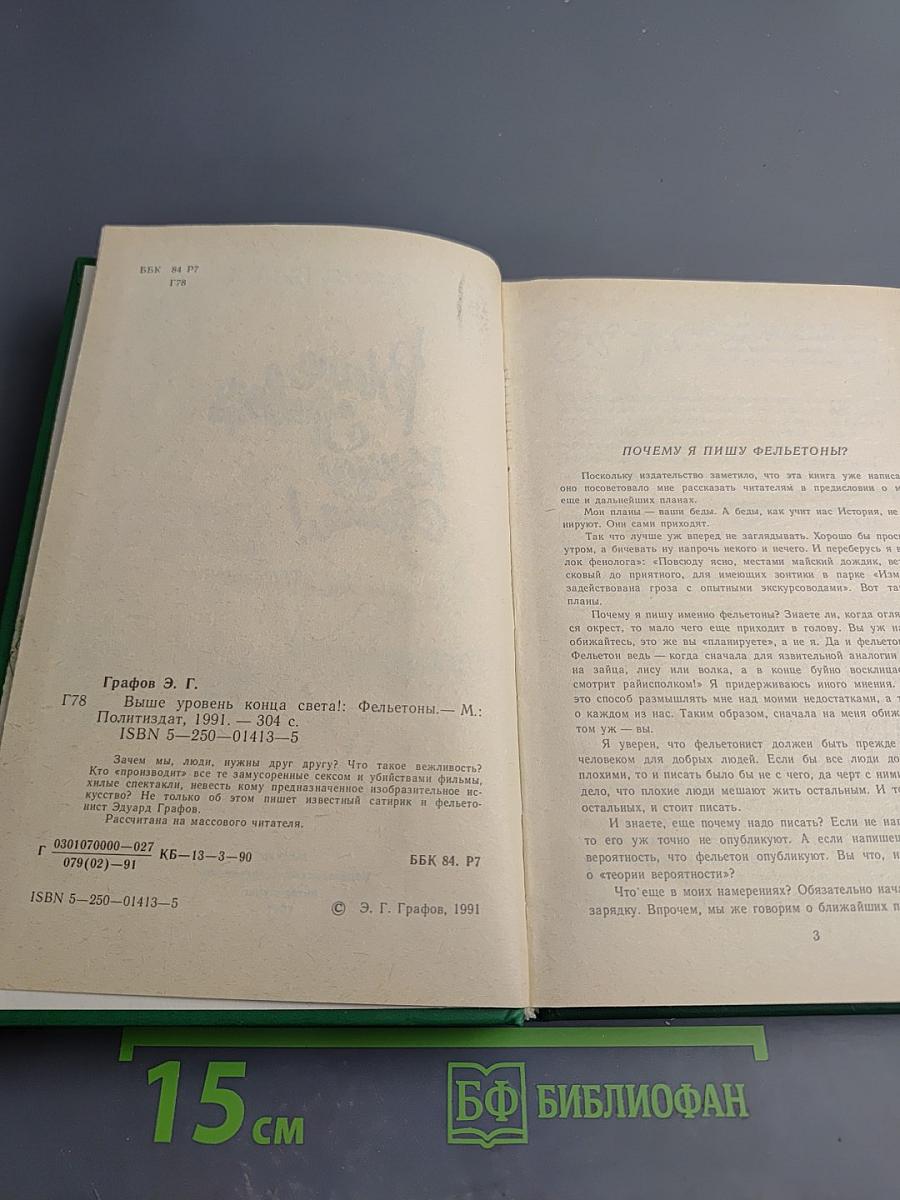 ББК 84 Р7
Г78
Графов Э. Г.
Г78 Выше уровень конца света!: Фельетоны.— М.:
Политиздат, 1991. — 304 с.
ISBN 5—250—01413—5
Зачем мы, люди, нужны друг другу? Что такое вежливость?
Кто «производит» все те замусоренные сексом и убийствами фильмы,
хилые спектакли, невесть кому предназначенное изобразительное ис-
кусство? Не только об этом пишет известный сатирик и фельето-
нист Эдуард Графов.
Рассчитана на массового читателя.
Г 0301070000—027
079(02)—91 КБ—13—3—90
ББК 84. Р7
ISBN 5—250—01413—5
© Э. Г. Графов, 1991
ПОЧЕМУ Я ПИШУ ФЕЛЬЕТОНЫ?
Поскольку издательство заметило, что эта книга уже написа
оно посоветовало мне рассказать читателям в предисловии о м
еще и дальнейших планах.
Мои планы — ваши беды. А беды, как учит нас История, не
нируют. Они сами приходят.
Так что лучше уж вперед не заглядывать. Хорошо бы просн
утром, а бичевать ну напрочь некого и нечего. И переберусь я в
лок фенолога»: «Повсюду ясно, местами майский дождик, вет
сковый до приятного, для имеющих зонтики в парке «Изм
задействована гроза с опытными экскурсоводами». Вот та
планы.
Почему я пишу именно фельетоны? Знаете ли, когда огля
ся окрест, то мало чего еще приходит в голову. Вы уж на
обижайтесь, это же вы «планируете», а не я. Да и фельетон
Фельетон ведь — когда сначала для язвительной аналогии
на зайца, лису или волка, а в конце буйно восклицае
смотрит райисполком!» Я придерживаюсь иного мнения.
это способ размышлять мне над моими недостатками, а т
о каждом из нас. Таким образом, сначала на меня обиж
том уж — вы.
Я уверен, что фельетонист должен быть прежде
человеком для добрых людей. Если бы все люди до
плохими, то и писать было бы не с чего, да черт с ними
дело, что плохие люди мешают жить остальным. И то
остальных, и стоит писать.
И знаете, еще почему надо писать? Если не нап
то его уж точно не опубликуют. А если напишеш
вероятность, что фельетон опубликуют. Вы что, н
о «теории вероятности»?
Что еще в моих намерениях? Обязательно нача
зарядку. Впрочем, мы же говорим о ближайших п
3
15 см
БФ БИБЛИОФАН